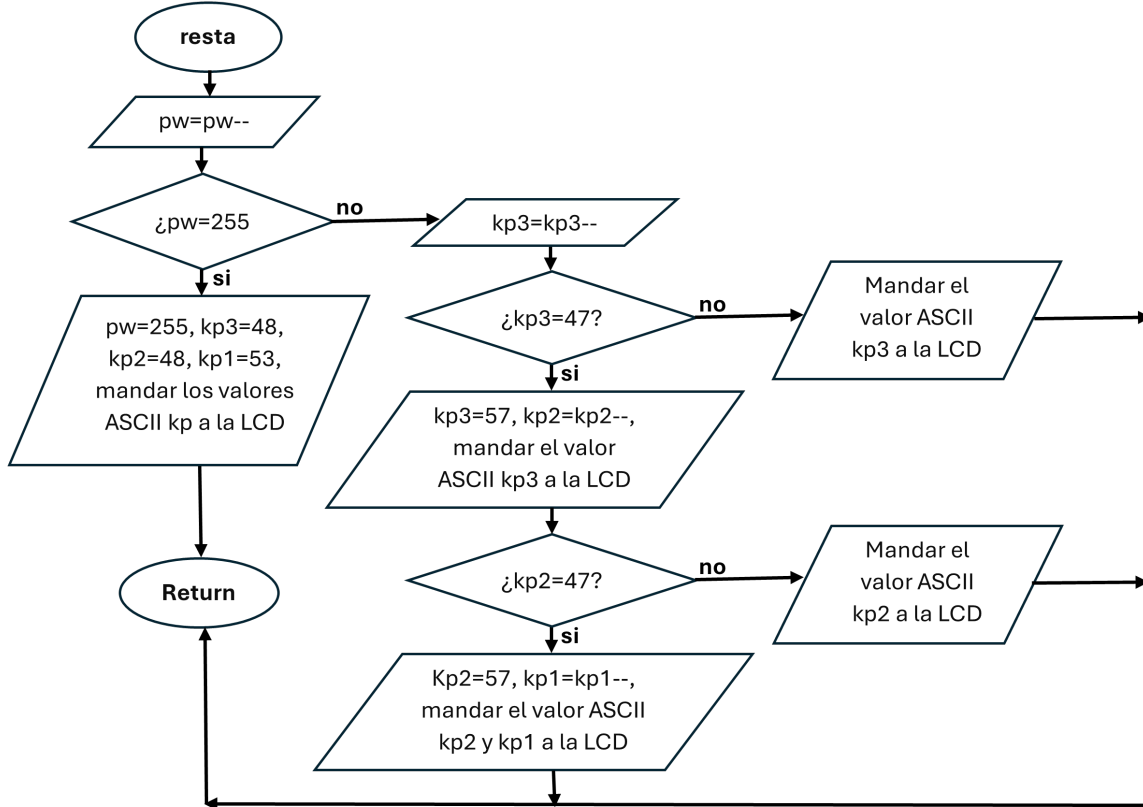 resta
pw=pw--
¿pw=255
no
si
pw=255, kp3=48,
kp2=48, kp1=53,
mandar los valores
ASCII kp a la LCD
Return
kp3=kp3--
¿kp3=47?
no
Mandar el
valor ASCII
kp3 a la LCD
si
kp3=57, kp2=kp2--,
mandar el valor
ASCII kp3 a la LCD
¿kp2=47?
no
Mandar el
valor ASCII
kp2 a la LCD
si
Kp2=57, kp1=kp1--,
mandar el valor ASCII
kp2 y kp1 a la LCD